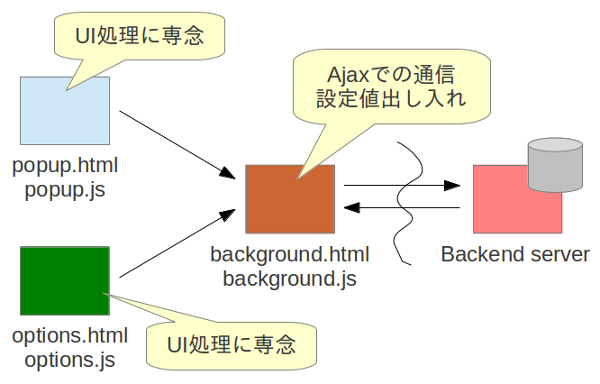 UI処理に専念
Ajaxでの通信
設定値出し入れ
popup.html
popup.js
background.html
background.js
Backend server
options.html
options.js
UI処理に専念